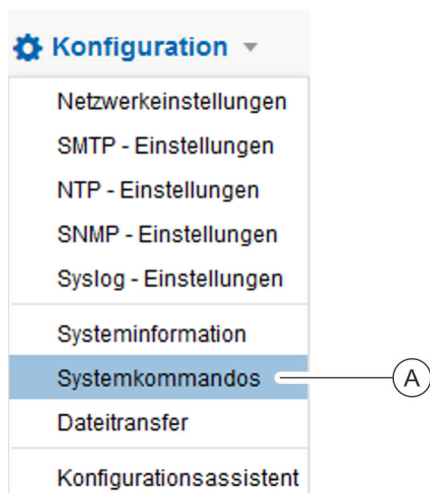 Konfiguration
Netzwerkeinstellungen
SMTP - Einstellungen
NTP - Einstellungen
SNMP - Einstellungen
Syslog - Einstellungen
Systeminformation
Systemkommandos
A
Dateitransfer
Konfigurationsassistent